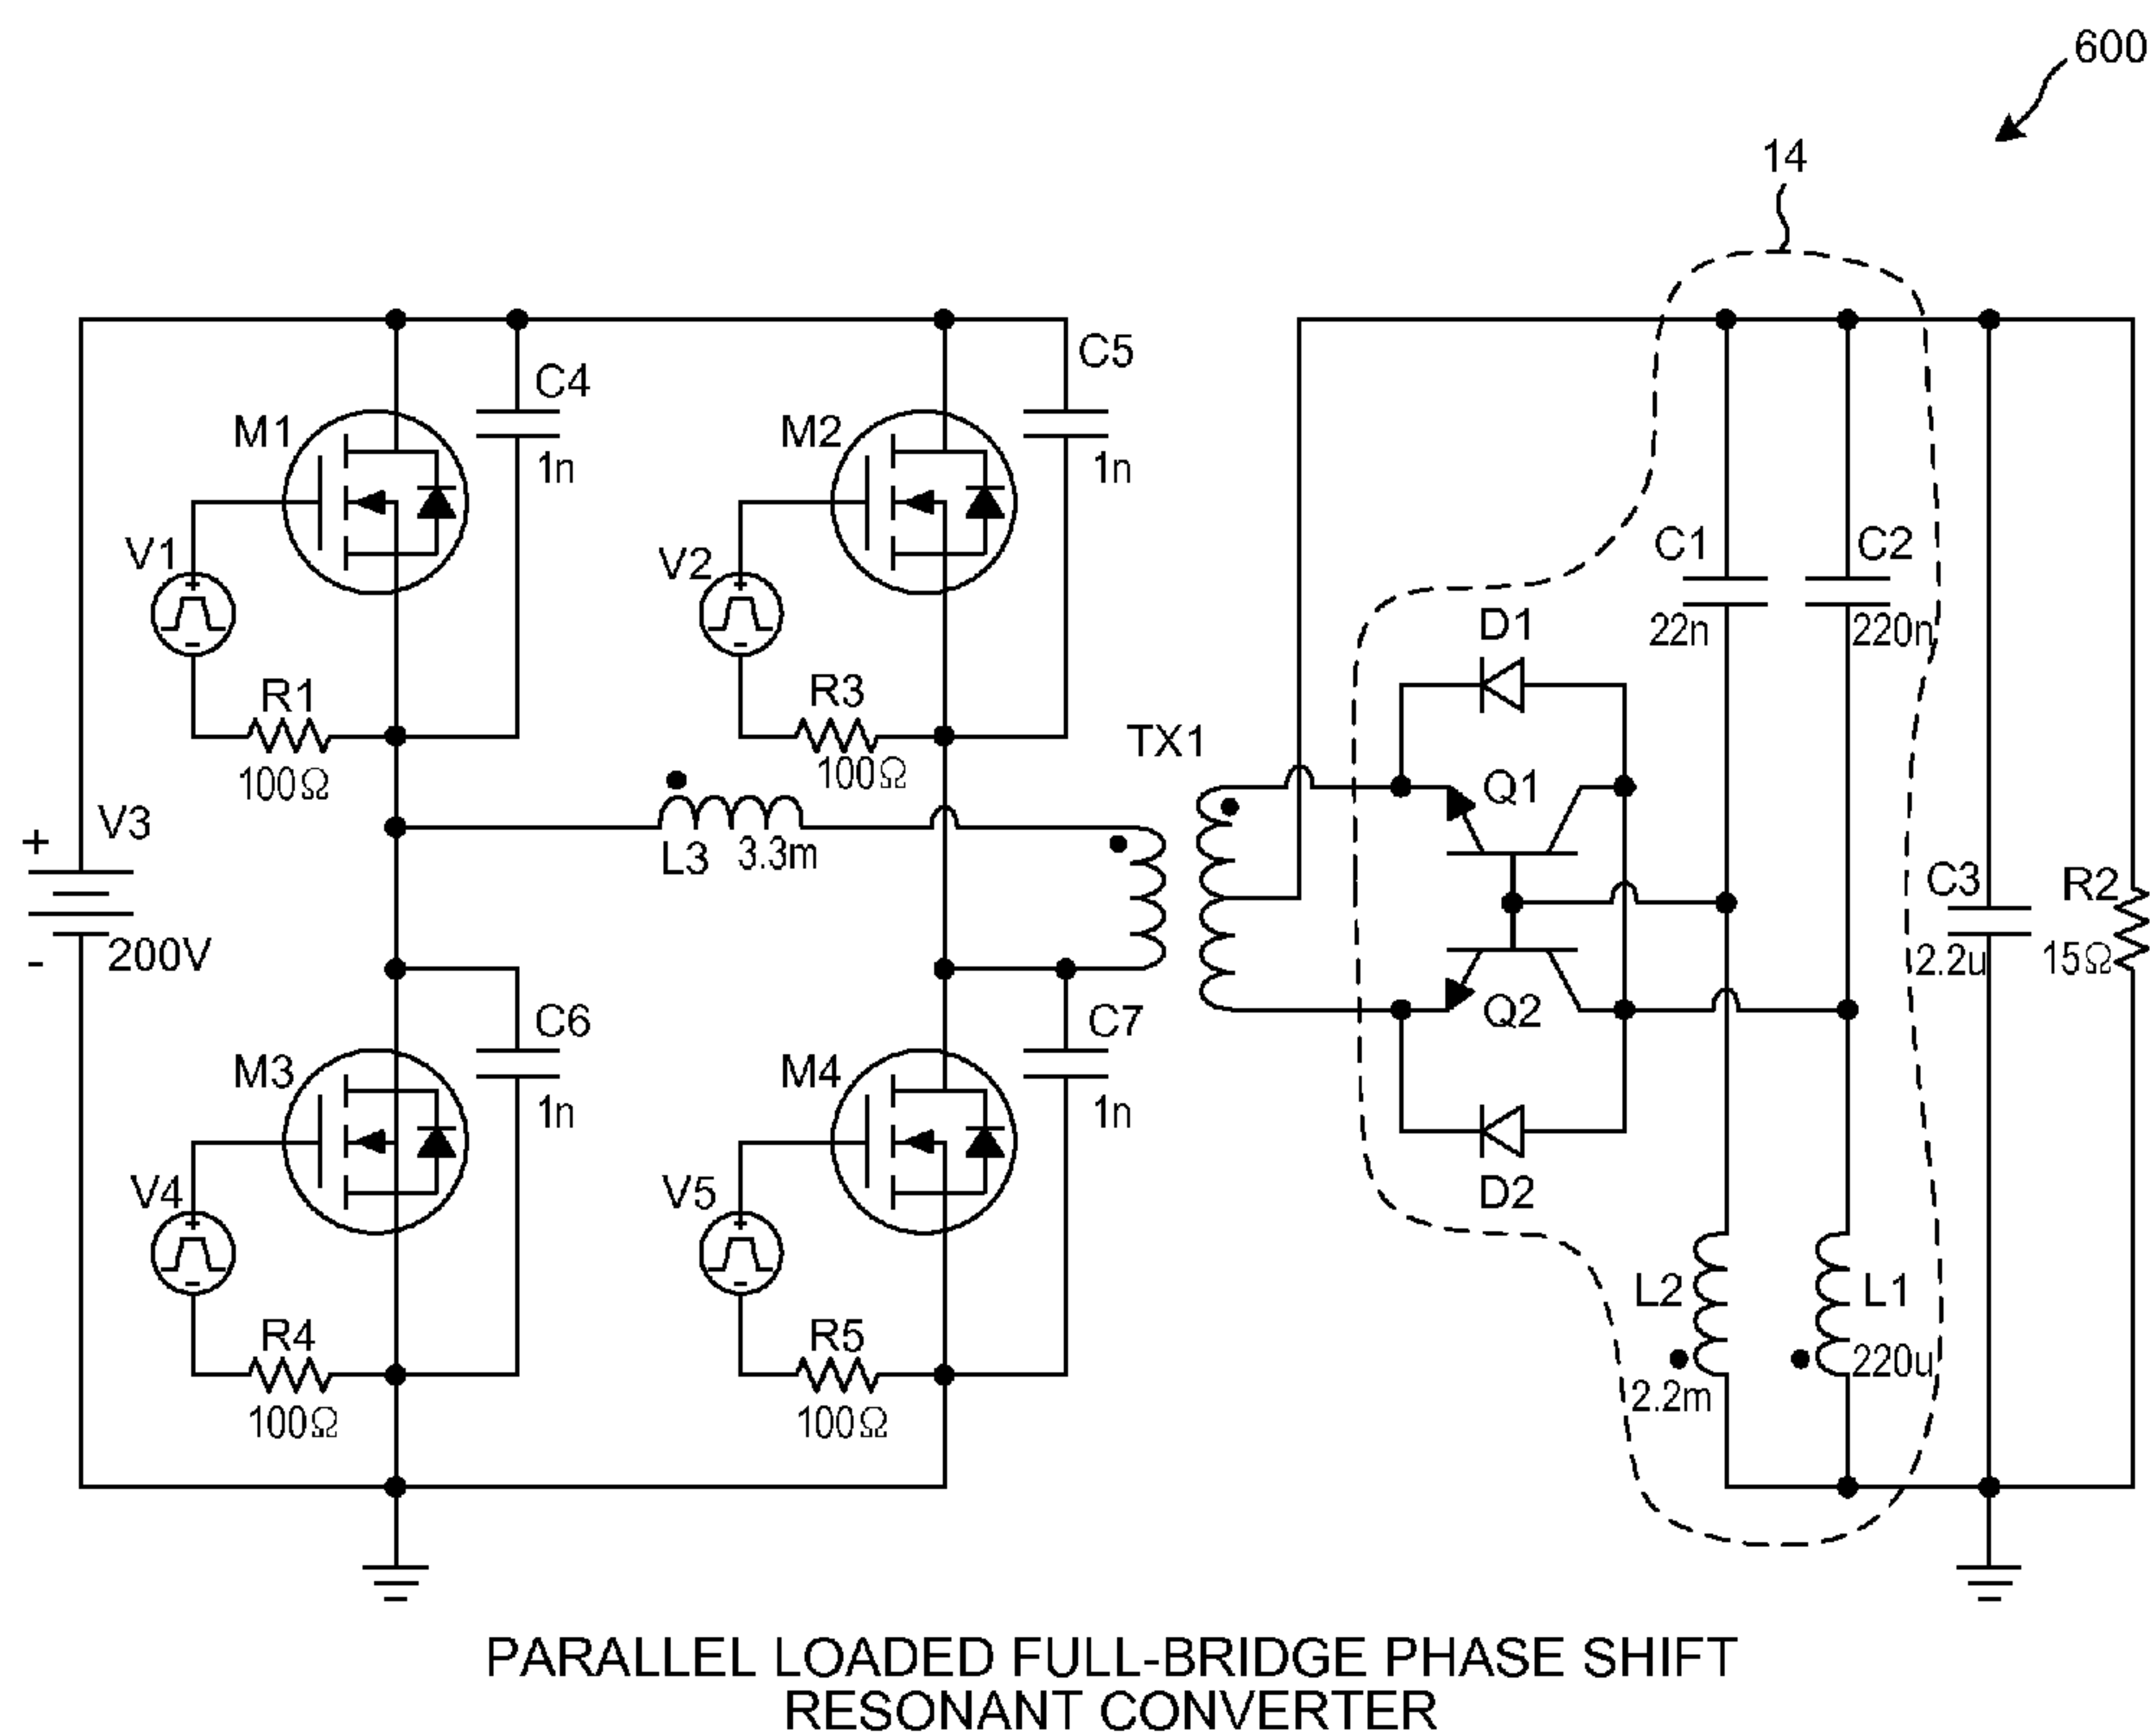 600
14
C4
1n
C5
1n
M1
M2
V1
V2
R1
100Ω
R3
100Ω
C1
22n
C2
220n
D1
TX1
Q1
V3
+
-
200V
L3 3.3m
C3
2.2u
R2
15Ω
Q2
C6
1n
C7
1n
M3
M4
D2
V4
V5
R4
100Ω
R5
100Ω
L2
2.2m
L1
220u
PARALLEL LOADED FULL-BRIDGE PHASE SHIFT
RESONANT CONVERTER